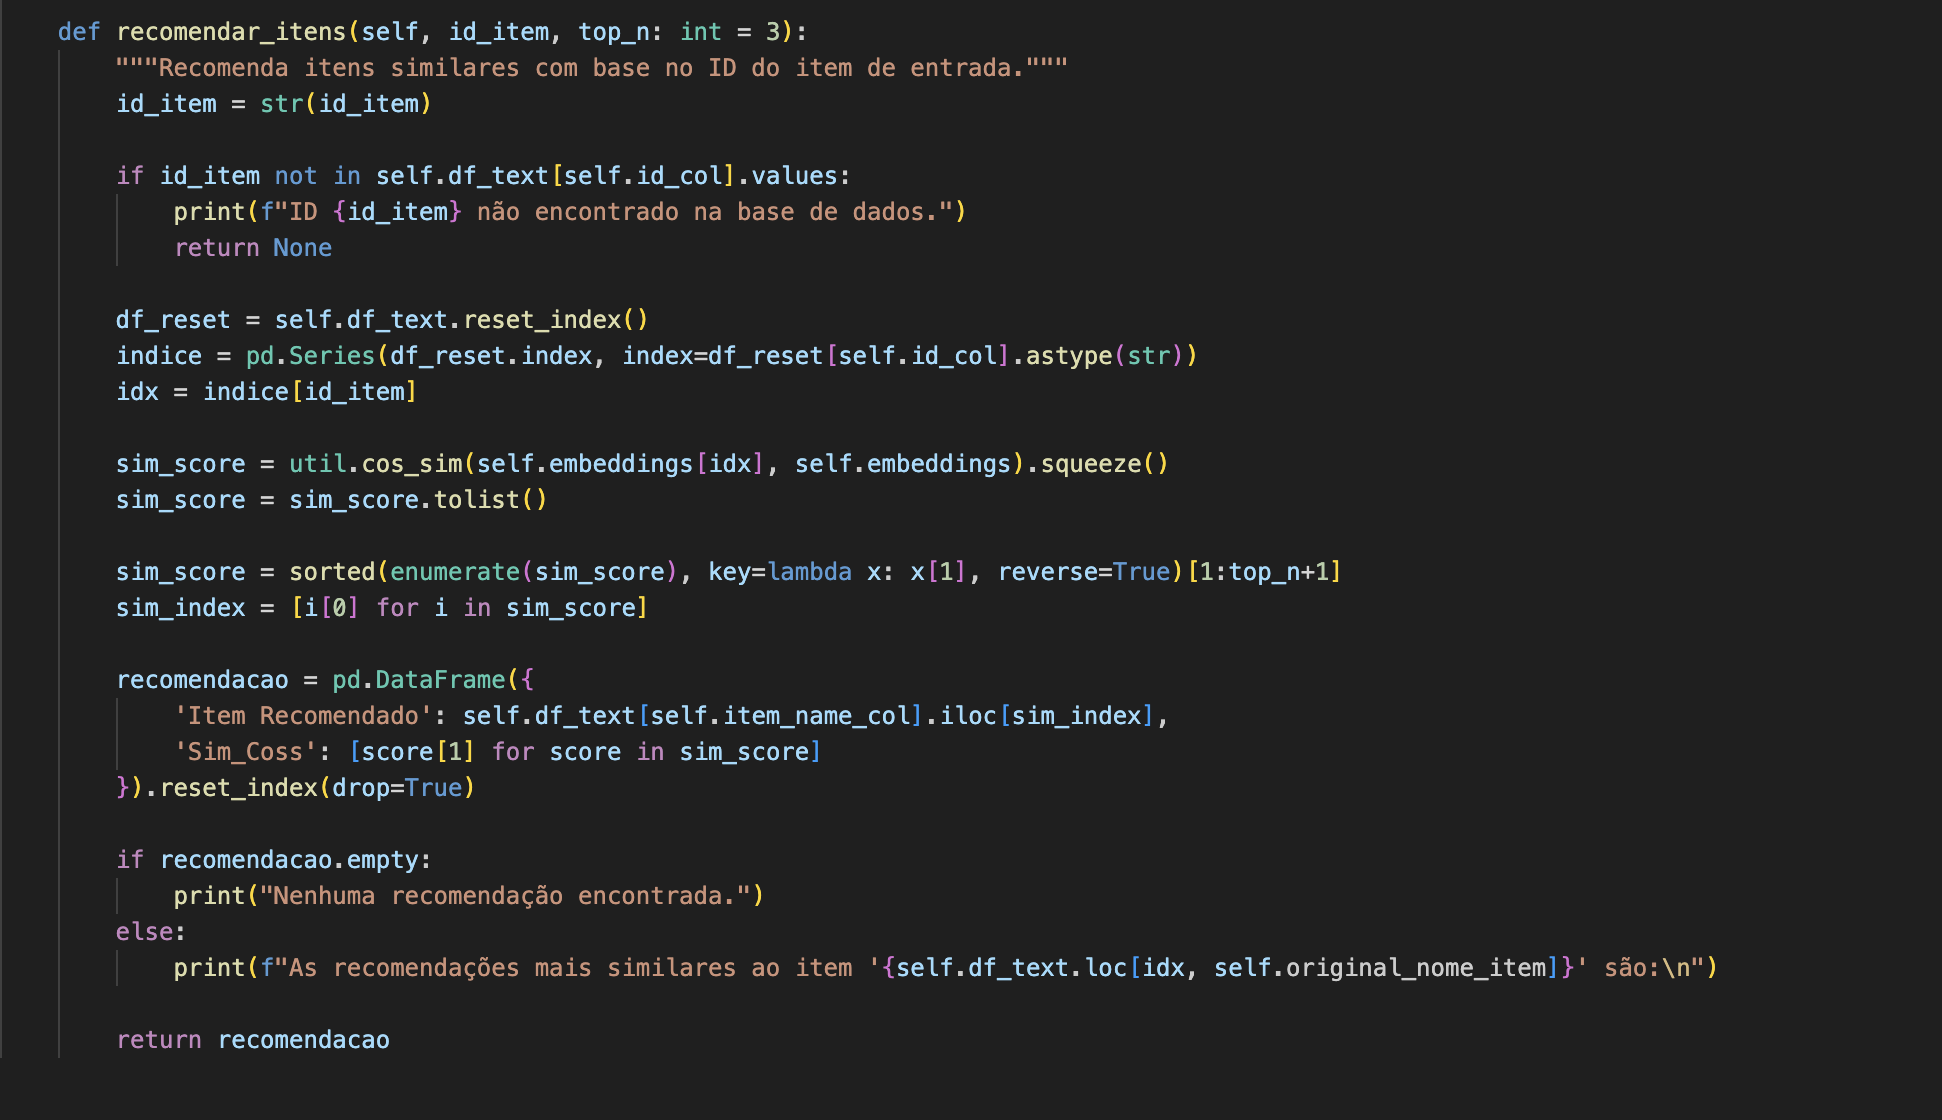 def recomendar_itens(self, id_item, top_n: int = 3):
"""Recomenda itens similares com base no ID do item de entrada."""
id_item = str(id_item)
if id_item not in self.df_text[self.id_col].values:
print(f"ID {id_item} não encontrado na base de dados.")
return None
df_reset = self.df_text.reset_index()
indice = pd.Series(df_reset.index, index=df_reset[self.id_col].astype(str))
idx = indice[id_item]
sim_score = util.cos_sim(self.embeddings[idx], self.embeddings).squeeze()
sim_score = sim_score.tolist()
sim_score = sorted(enumerate(sim_score), key=lambda x: x[1], reverse=True)[1:top_n+1]
sim_index = [i[0] for i in sim_score]
recomendacao = pd.DataFrame({
'Item Recomendado': self.df_text[self.item_name_col].iloc[sim_index],
'Sim_Coss': [score[1] for score in sim_score]
}).reset_index(drop=True)
if recomendacao.empty:
print("Nenhuma recomendação encontrada.")
else:
print(f"As recomendações mais similares ao item '{self.df_text.loc[idx, self.original_nome_item]}' são:\n")
return recomendacao